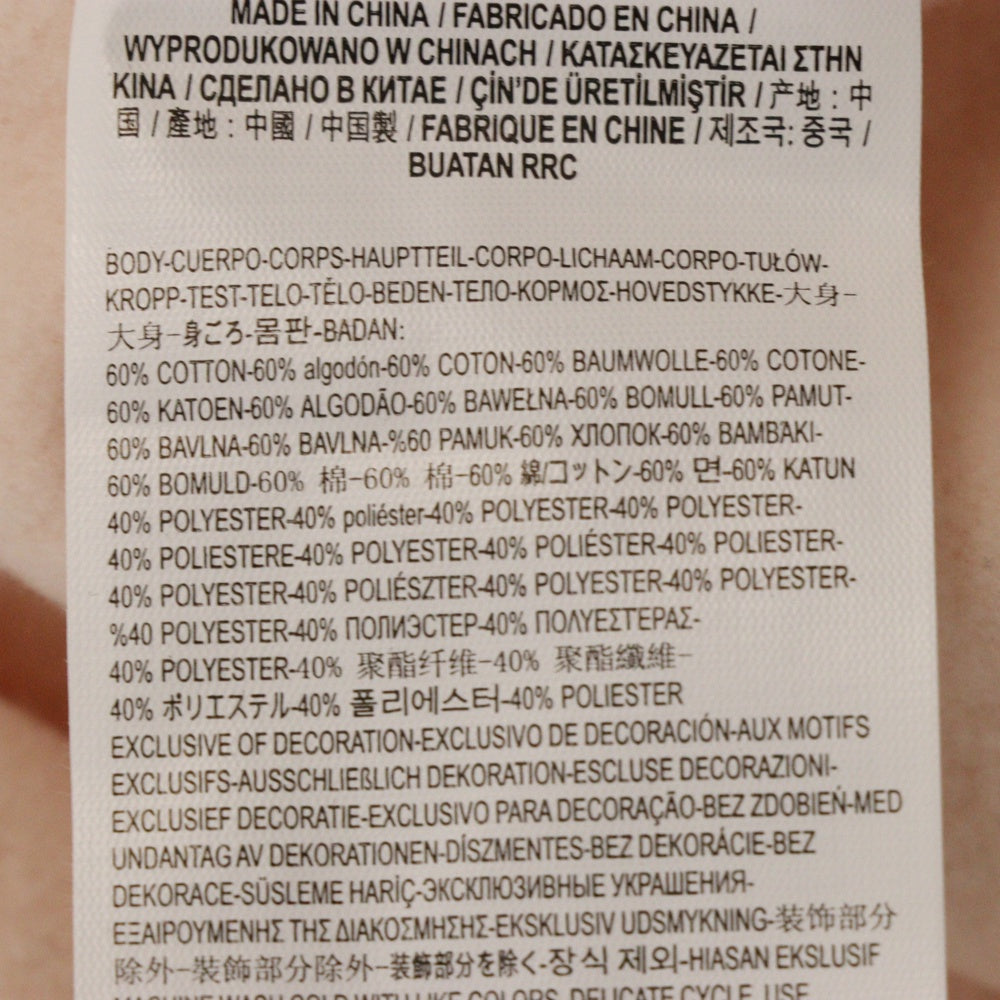 MADE IN CHINA / FABRICADO EN CHINA /
WYPRODUKOWANO W CHINACH / ΚΑΤΑΣΚΕΥΑΖΕΤΑΙ ΣΤΗΝ
ΚΙΝΑ / СДЕЛАНО В КИТАЕ / ÇİN'DE ÜRETİLMİŞTİR / 产地：中
国 / 產地：中國 / 中国製 / FABRIQUE EN CHINE / 제조국: 중국 /
BUATAN RRC
BODY-CUERPO-CORPS-HAUPTTEIL-CORPO-LICHAAM-CORPO-TUŁÓW-
KROPP-TEST-TELO-TĚLO-BEDEN-ТЕЛО-ΚΟΡΜΟΣ-HOVEDSTYKKE-大身-
大身-身ごろ-몸판-BADAN:
60% COTTON-60% algodón-60% COTON-60% BAUMWOLLE-60% COTONE-
60% KATOEN-60% ALGODÃO-60% BAWEŁNA-60% BOMULL-60% PAMUT-
60% BAVLNA-60% BAVLNA-%60 PAMUK-60% ХЛОПОК-60% ΒΑΜΒΆΚΙ-
60% BOMULD-60% 棉-60% 棉-60% 綿/コットン-60% 면-60% KATUN
40% POLYESTER-40% poliéster-40% POLYESTER-40% POLYESTER-
40% POLIESTERE-40% POLYESTER-40% POLIÉSTER-40% POLIESTER-
40% POLYESTER-40% POLIÉSZTER-40% POLYESTER-40% POLYESTER-
%40 POLYESTER-40% ПОЛИЭСТЕР-40% ΠΟΛΥΕΣΤΕΡΑΣ-
40% POLYESTER-40% 聚酯纤维-40% 聚酯纖維-
40% ポリエステル-40% 폴리에스터-40% POLIESTER
EXCLUSIVE OF DECORATION-EXCLUSIVO DE DECORACIÓN-AUX MOTIFS
EXCLUSIFS-AUSSCHLIEßLICH DEKORATION-ESCLUSE DECORAZIONI-
EXCLUSIEF DECORATIE-EXCLUSIVO PARA DECORAÇÃO-BEZ ZDOBIEŃ-MED
UNDANTAG AV DEKORATIONEN-DÍSZMENTES-BEZ DEKORÁCIE-BEZ
DEKORACE-SÜSLEME HARİÇ-ЭКСКЛЮЗИВНЫЕ УКРАШЕНИЯ-
ΕΞΑΙΡΟΥΜΕΝΗΣ ΤΗΣ ΔΙΑΚΟΣΜΗΣΗΣ-EKSKLUSIV UDSMYKNING-装饰部分
除外-裝飾部分除外-装飾部分を除く-장식 제외-HIASAN EKSLUSIF
MACHINE WASH COLD WITH LIKE COLORS, DELICATE CYCLE, USE